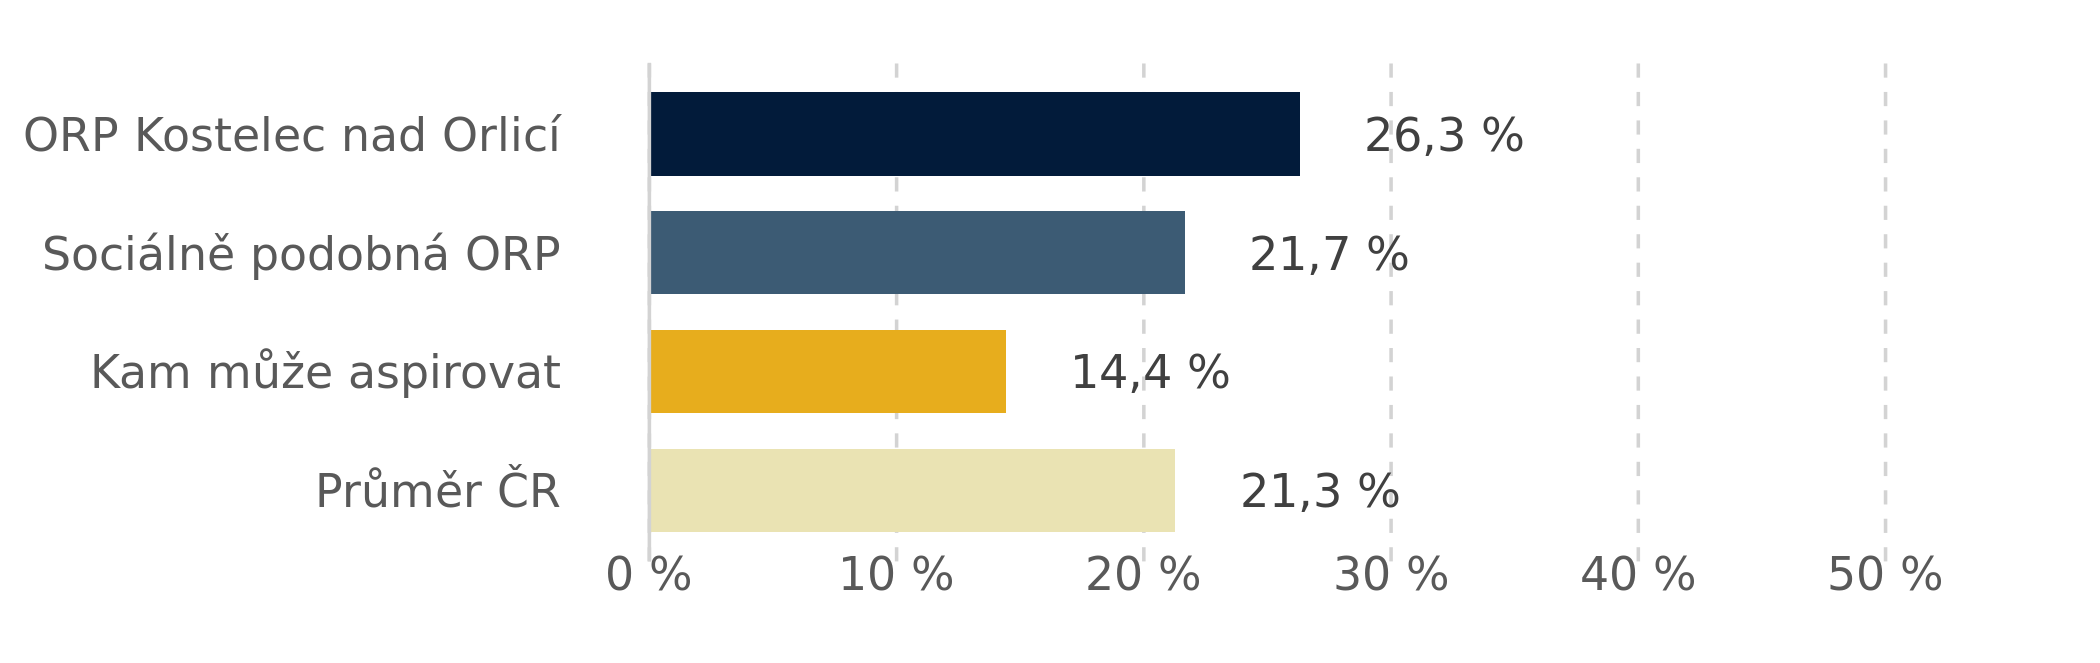 ORP Kostelec nad Orlicí 26,3 %
Sociálně podobná ORP 21,7 %
Kam může aspirovat 14,4 %
Průměr ČR 21,3 %
0 % 10 % 20 % 30 % 40 % 50 %